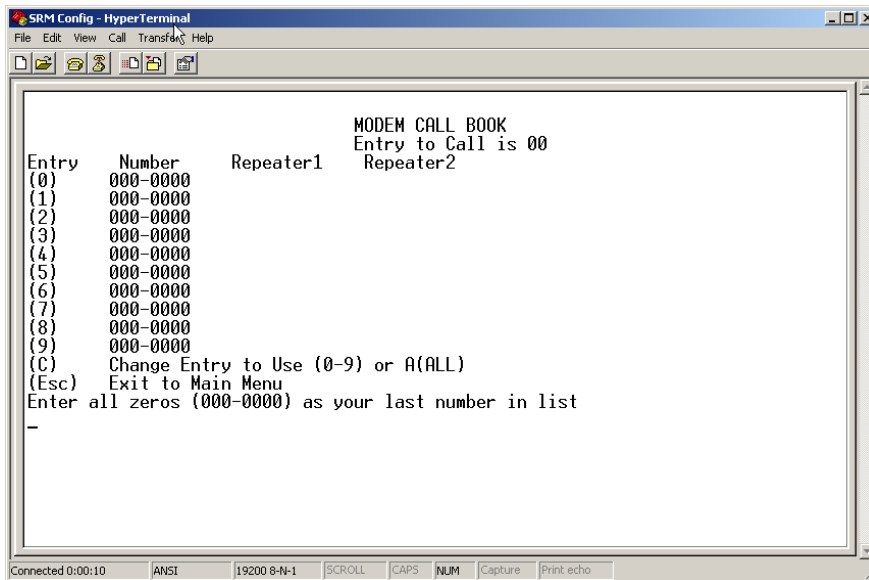 SRM Config - HyperTerminal
File Edit View Call Transfer Help
MODEM CALL BOOK
Entry to Call is 00
Entry Number Repeater1 Repeater2
(0) 000-0000
(1) 000-0000
(2) 000-0000
(3) 000-0000
(4) 000-0000
(5) 000-0000
(6) 000-0000
(7) 000-0000
(8) 000-0000
(9) 000-0000
(C) Change Entry to Use (0-9) or A(ALL)
(Esc) Exit to Main Menu
Enter all zeros (000-0000) as your last number in list
Connected 0:00:10 ANSI 19200 8-N-1 SCROLL CAPS NUM Capture Print echo